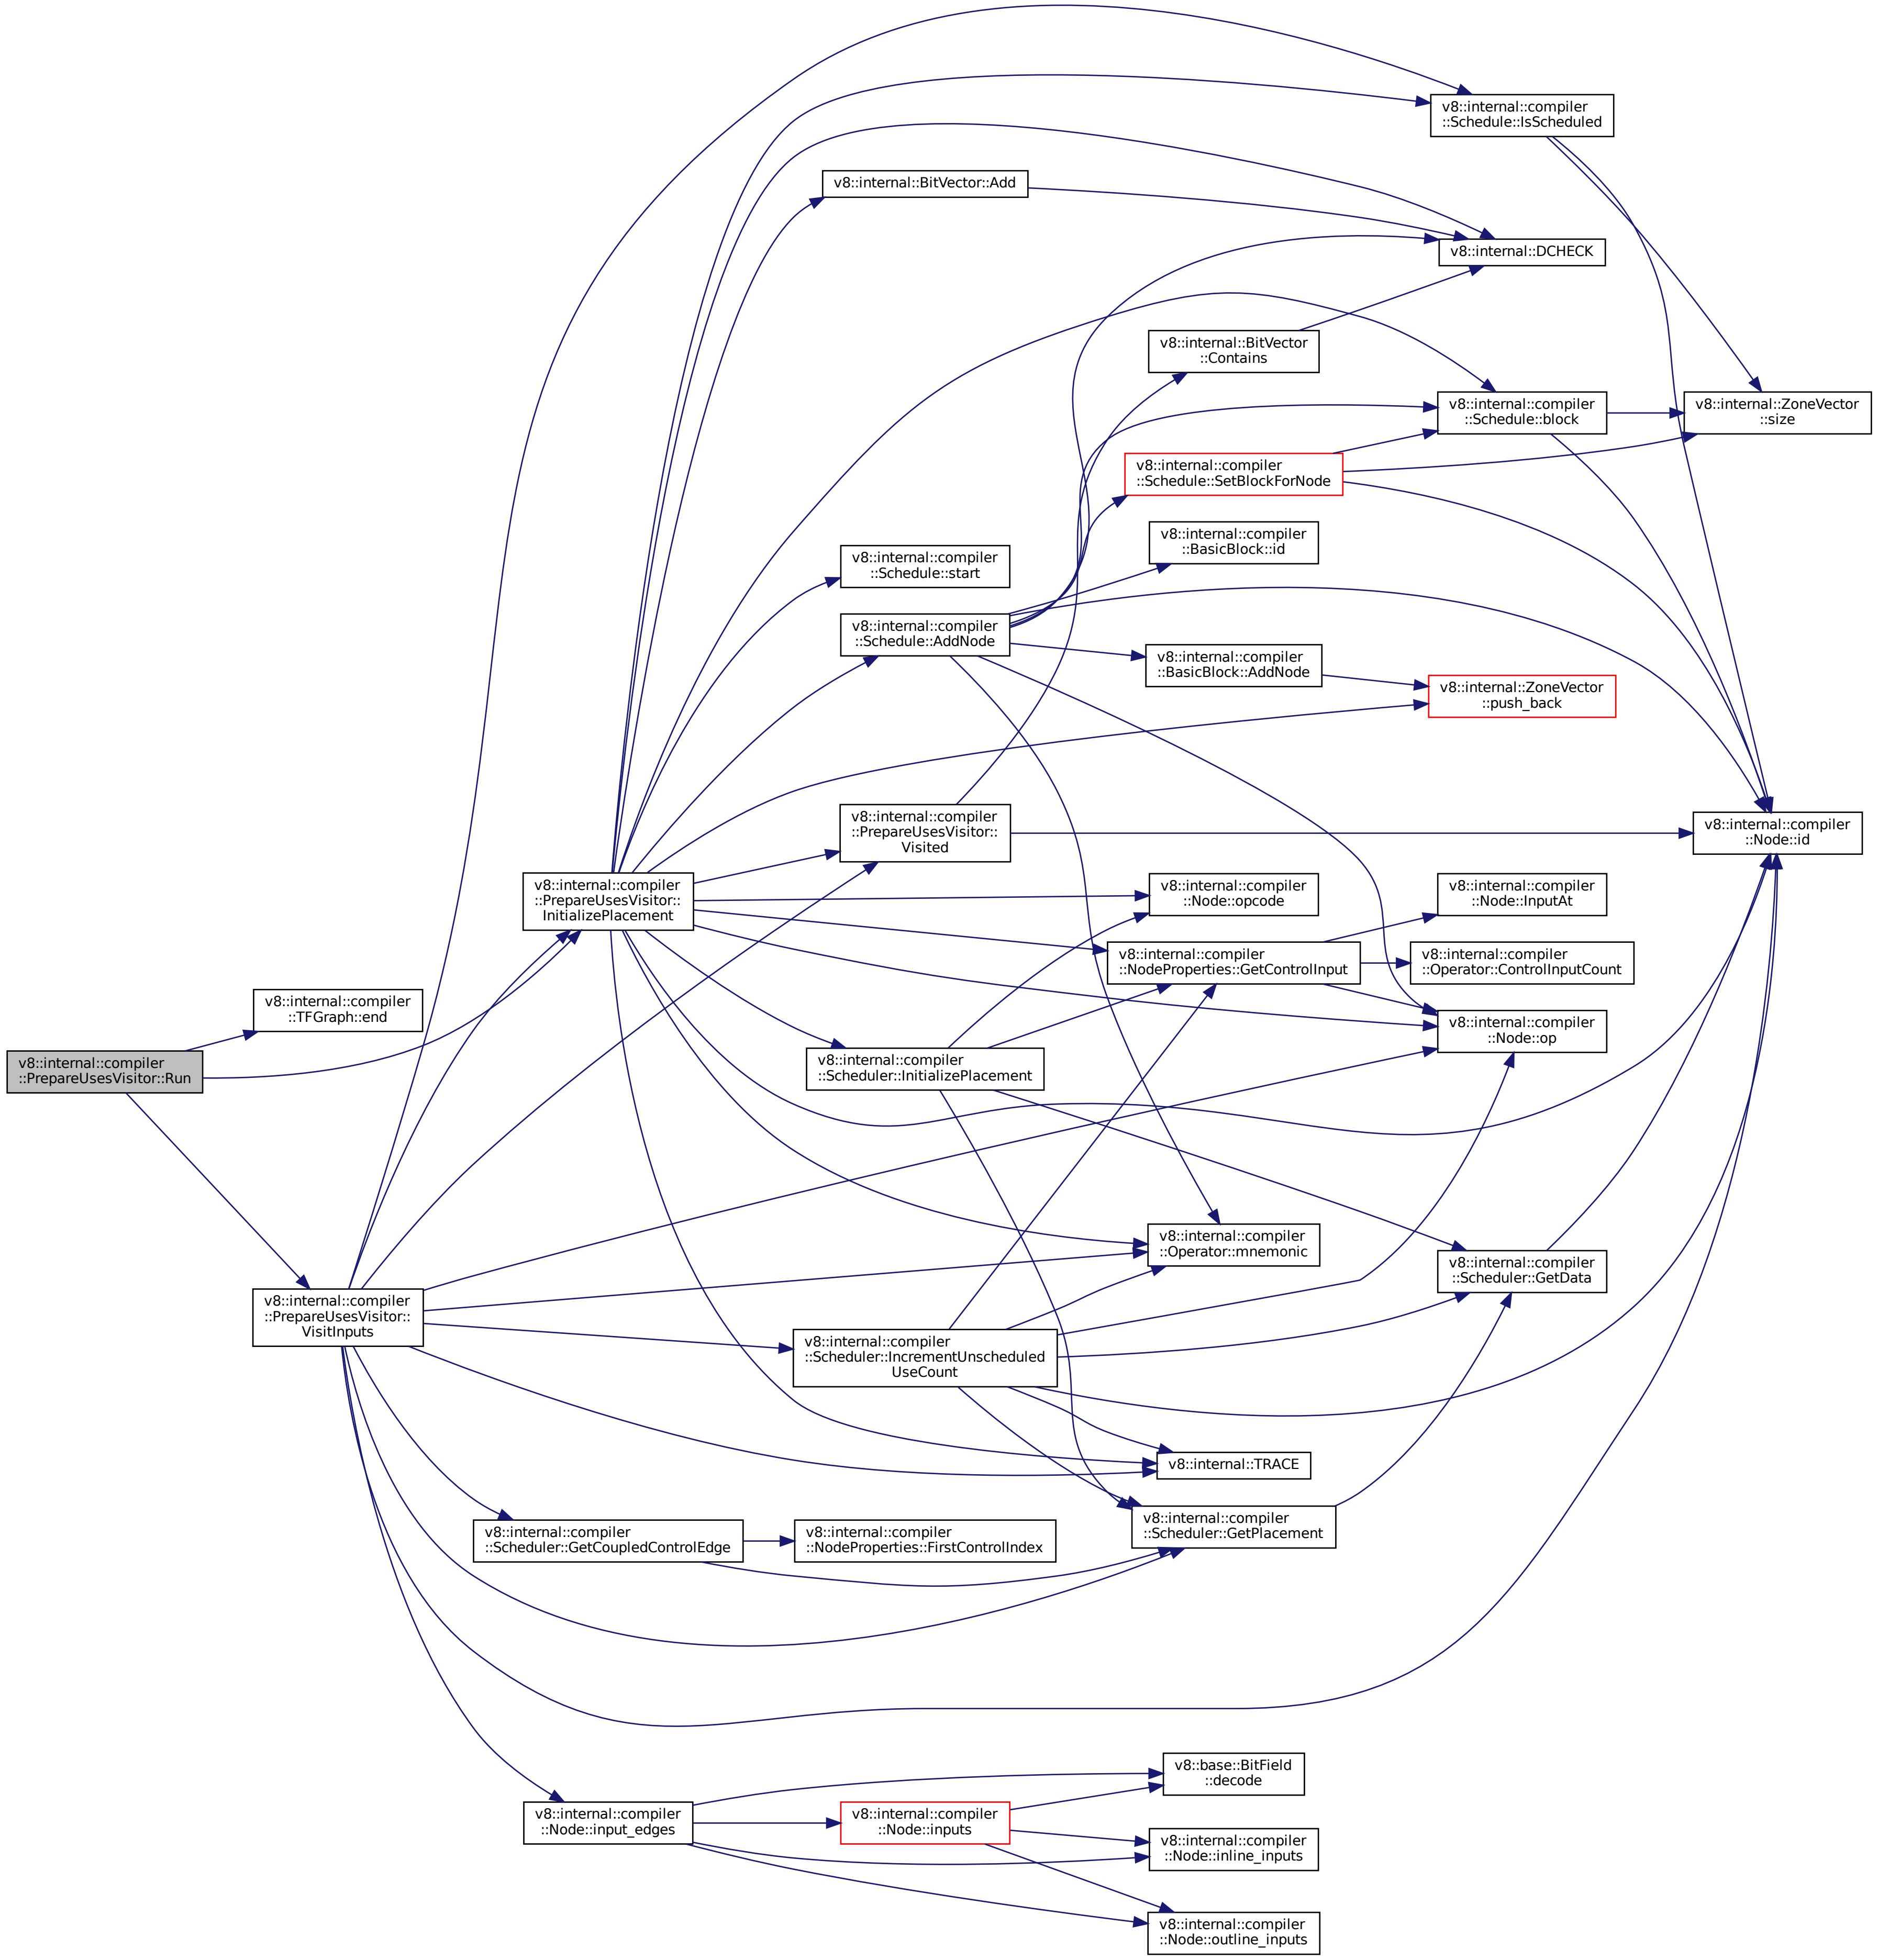 v8::internal::compiler
::Schedule::IsScheduled
v8::internal::BitVector::Add
v8::internal::DCHECK
v8::internal::BitVector
::Contains
v8::internal::compiler
::Schedule::block
v8::internal::ZoneVector
::size
v8::internal::compiler
::Schedule::SetBlockForNode
v8::internal::compiler
::BasicBlock::id
v8::internal::compiler
::Schedule::start
v8::internal::compiler
::Schedule::AddNode
v8::internal::compiler
::BasicBlock::AddNode
v8::internal::ZoneVector
::push_back
v8::internal::compiler
::PrepareUsesVisitor::
Visited
v8::internal::compiler
::Node::id
v8::internal::compiler
::PrepareUsesVisitor::
InitializePlacement
v8::internal::compiler
::Node::opcode
v8::internal::compiler
::Node::InputAt
v8::internal::compiler
::NodeProperties::GetControlInput
v8::internal::compiler
::Operator::ControlInputCount
v8::internal::compiler
::TFGraph::end
v8::internal::compiler
::Node::op
v8::internal::compiler
::PrepareUsesVisitor::Run
v8::internal::compiler
::Scheduler::InitializePlacement
v8::internal::compiler
::Operator::mnemonic
v8::internal::compiler
::Scheduler::GetData
v8::internal::compiler
::PrepareUsesVisitor::
VisitInputs
v8::internal::compiler
::Scheduler::IncrementUnscheduled
UseCount
v8::internal::TRACE
v8::internal::compiler
::Scheduler::GetPlacement
v8::internal::compiler
::Scheduler::GetCoupledControlEdge
v8::internal::compiler
::NodeProperties::FirstControlIndex
v8::base::BitField
::decode
v8::internal::compiler
::Node::input_edges
v8::internal::compiler
::Node::inputs
v8::internal::compiler
::Node::inline_inputs
v8::internal::compiler
::Node::outline_inputs